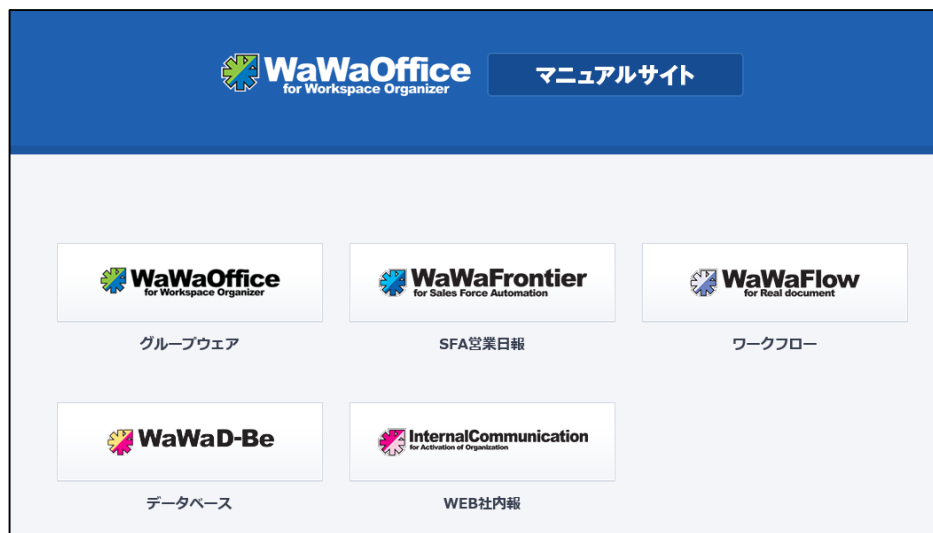 WaWaOffice
for Workspace Organizer
マニュアルサイト
WaWaOffice
for Workspace Organizer
グループウェア
WaWaFrontier
for Sales Force Automation
SFA営業日報
WaWaFlow
for Real document
ワークフロー
WaWaD-Be
データベース
InternalCommunication
for Activation of Organization
WEB社内報